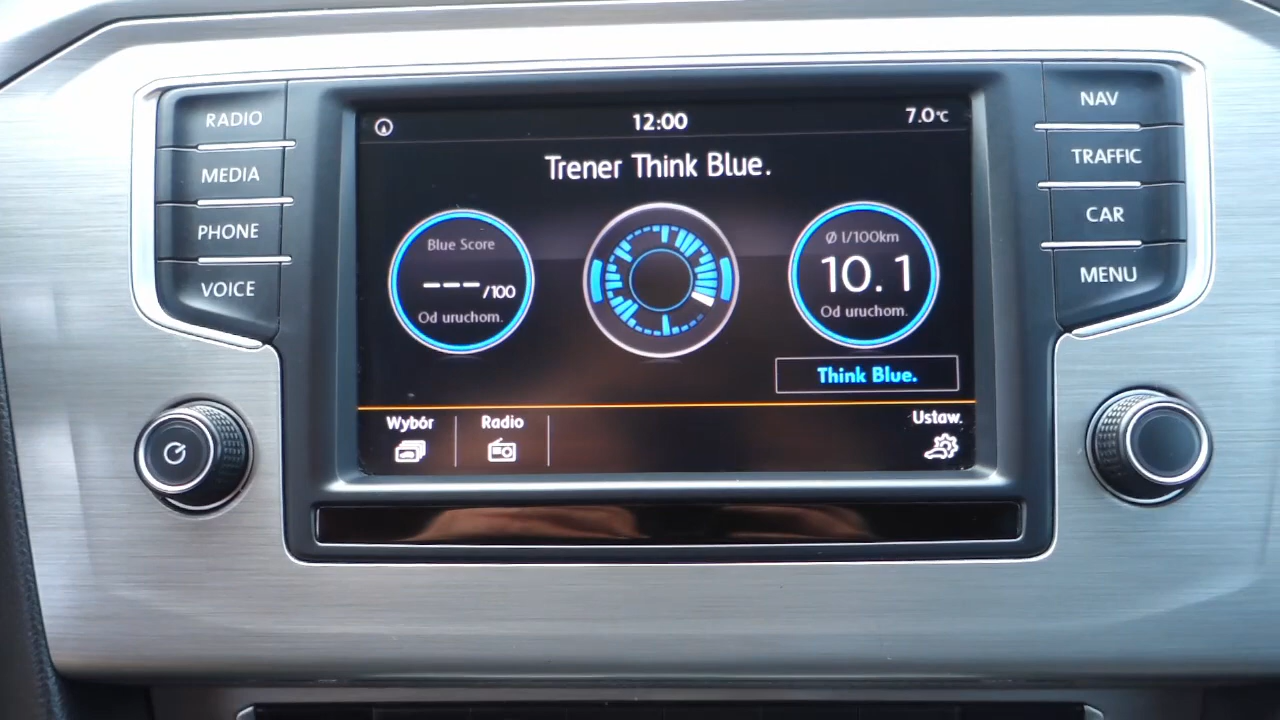 RADIO
MEDIA
PHONE
VOICE
12:00
7.0°C
Trener Think Blue.
Blue Score
---/100
Od uruchom.
Ø l/100km
10.1
Od uruchom.
Think Blue.
Wybór
Radio
Ustaw.
NAV
TRAFFIC
CAR
MENU